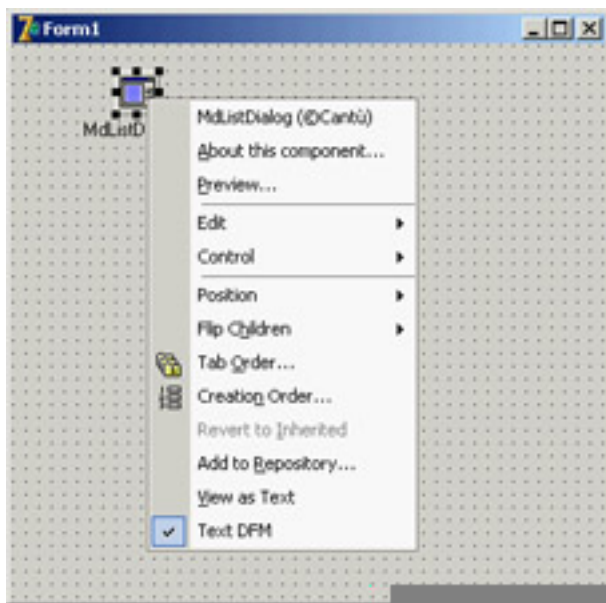 Form1
MdListD
MdListDialog (©Cantù)
About this component...
Preview...
Edit
Control
Position
Flip Children
Tab Order...
Creation Order...
Revert to Inherited
Add to Repository...
View as Text
Text DFM